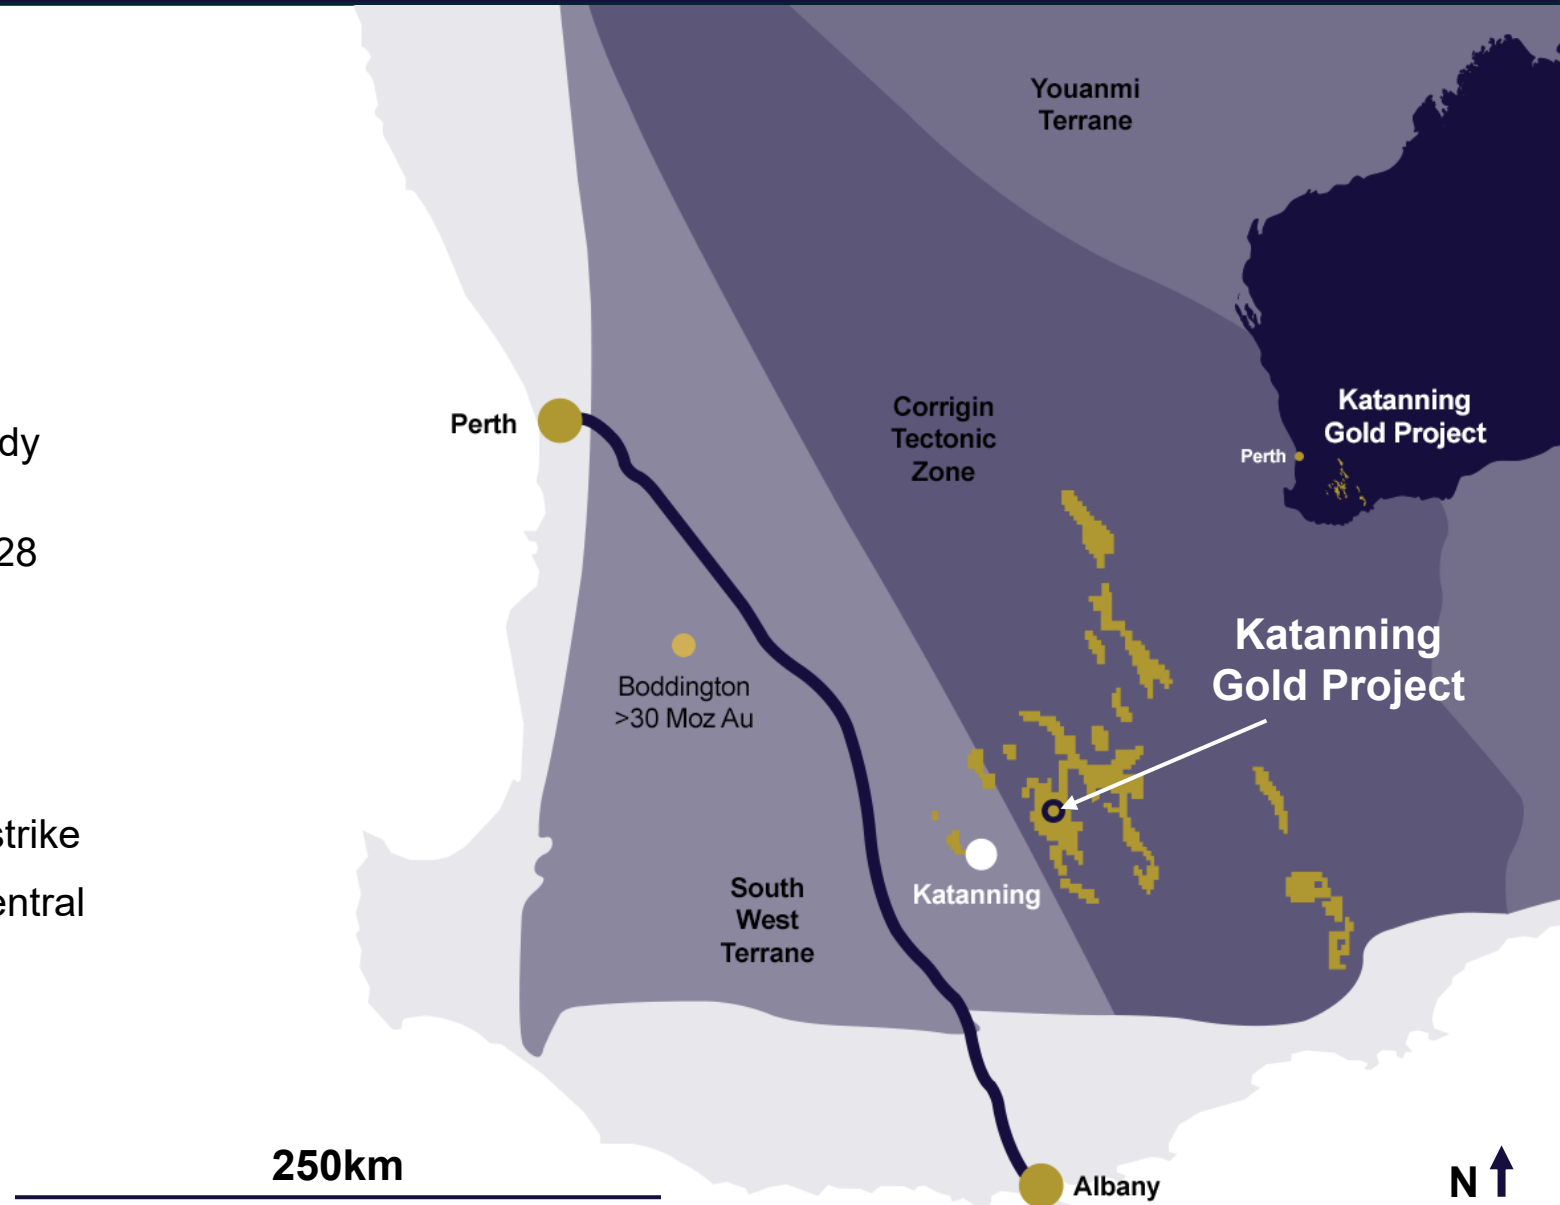 Youanmi
Terrane
Corrigin
Tectonic
Zone
Katanning
Gold Project
Perth
Perth
28
Katanning
Gold Project
Boddington
>30 Moz Au
South
West
Terrane
Katanning
250km
Albany
N